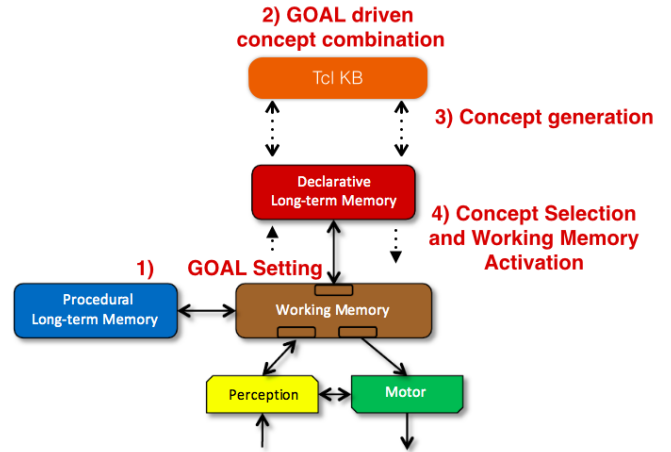 2) GOAL driven
concept combination
Tcl KB
3) Concept generation
Declarative
Long-term Memory
4) Concept Selection
and Working Memory
Activation
1) GOAL Setting
Procedural
Long-term Memory
Working Memory
Perception
Motor